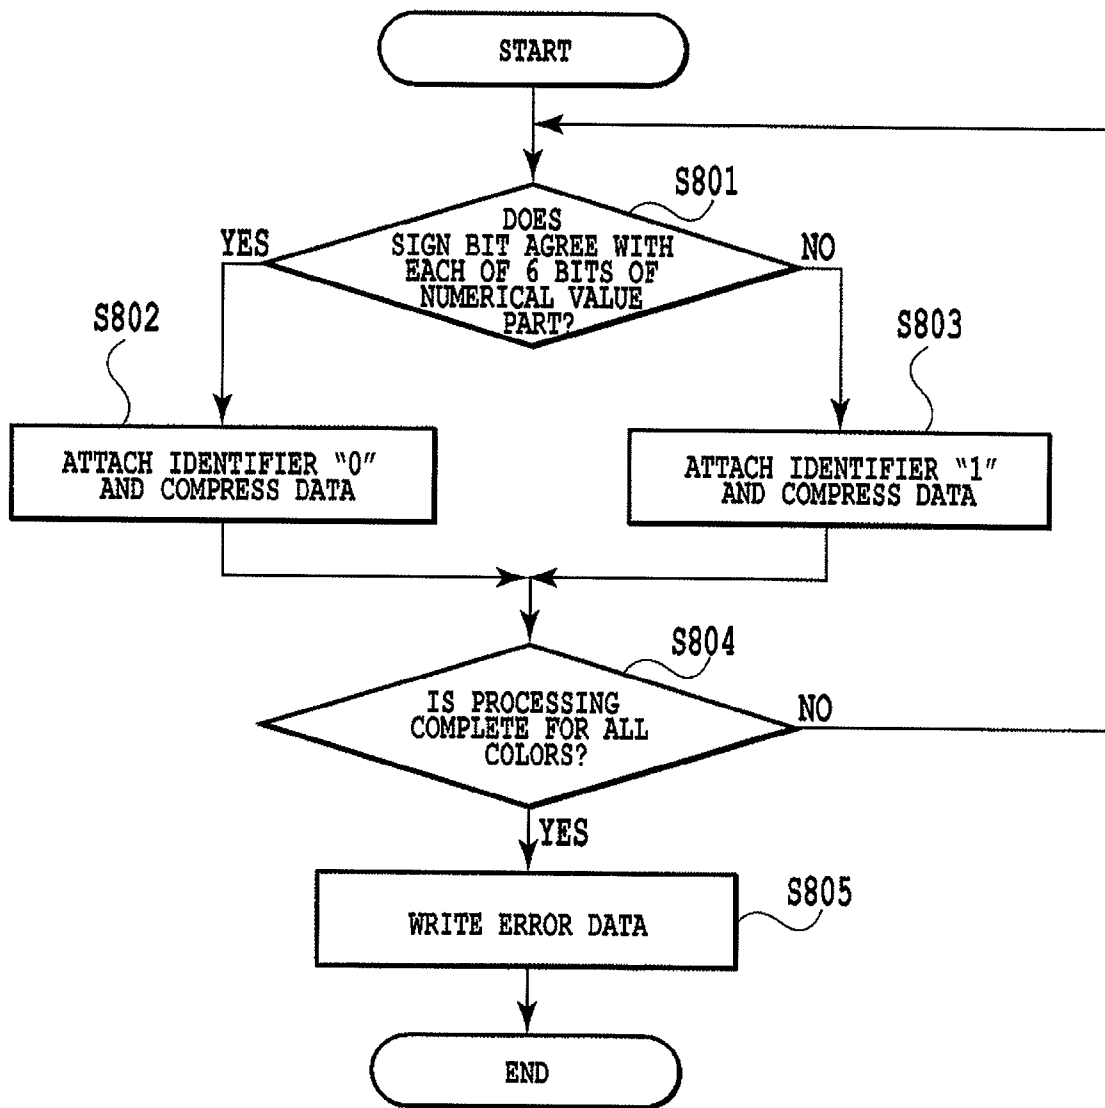 START
S801
DOES
SIGN BIT AGREE WITH
EACH OF 6 BITS OF
NUMERICAL VALUE
PART?
YES
NO
S802
S803
ATTACH IDENTIFIER “0”
AND COMPRESS DATA
ATTACH IDENTIFIER “1”
AND COMPRESS DATA
S804
IS PROCESSING
COMPLETE FOR ALL
COLORS?
NO
YES
S805
WRITE ERROR DATA
END